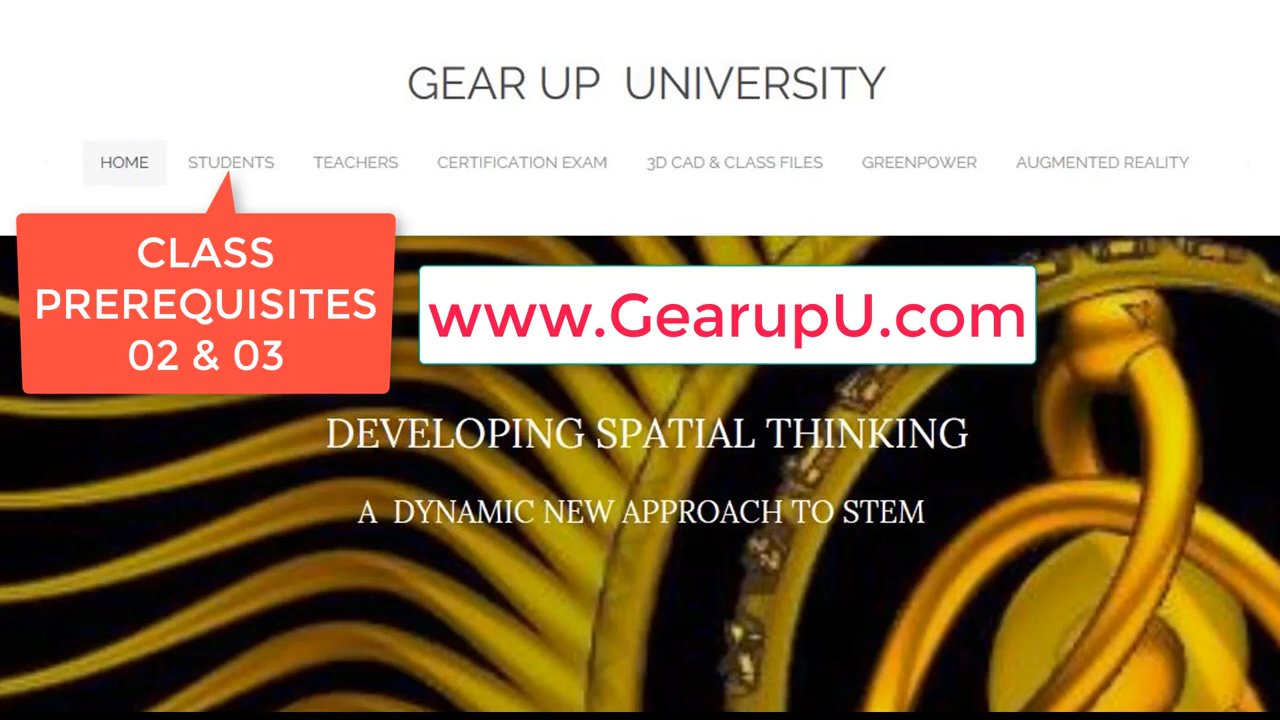 GEAR UP UNIVERSITY
HOME STUDENTS TEACHERS CERTIFICATION EXAM 3D CAD & CLASS FILES GREENPOWER AUGMENTED REALITY
CLASS
PREREQUISITES
02 & 03
www.GearupU.com
DEVELOPING SPATIAL THINKING
A DYNAMIC NEW APPROACH TO STEM